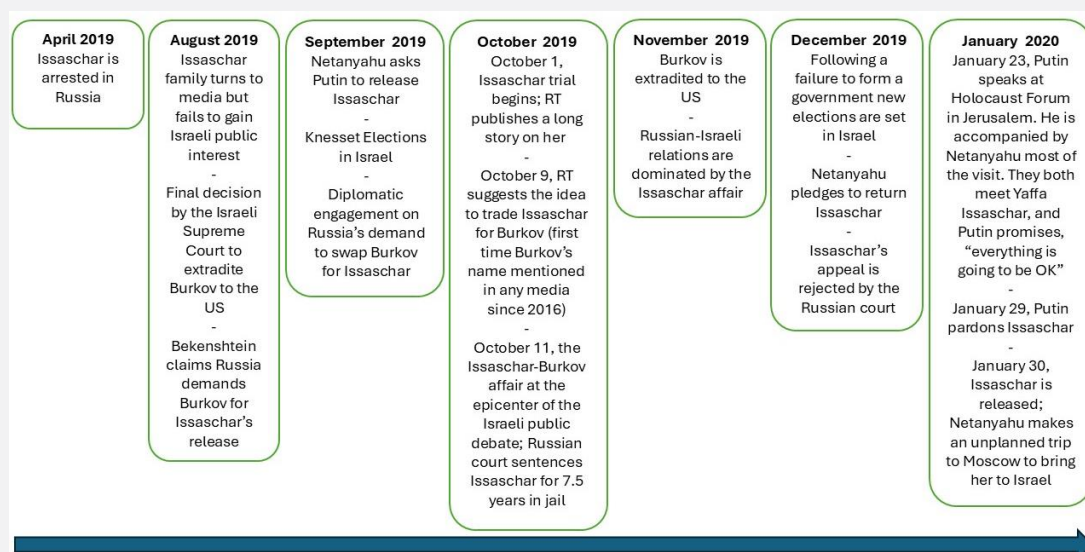 April 2019
Issaschar is
arrested in
Russia
August 2019
Issaschar
family turns to
media but
fails to gain
Israeli public
interest
-
Final decision
by the Israeli
Supreme
Court to
extradite
Burkov to the
US
-
Bekenshtein
claims Russia
demands
Burkov for
Issaschar’s
release
September 2019
Netanyahu asks
Putin to release
Issaschar
-
Knesset Elections
in Israel
-
Diplomatic
engagement on
Russia’s demand
to swap Burkov
for Issaschar
October 2019
October 1,
Issaschar trial
begins; RT
publishes a long
story on her
-
October 9, RT
suggests the idea
to trade Issaschar
for Burkov (first
time Burkov’s
name mentioned
in any media
since 2016)
-
October 11, the
Issaschar-Burkov
affair at the
epicenter of the
Israeli public
debate; Russian
court sentences
Issaschar for 7.5
years in jail
November 2019
Burkov is
extradited to the
US
-
Russian-Israeli
relations are
dominated by the
Issaschar affair
December 2019
Following a
failure to form a
government new
elections are set
in Israel
-
Netanyahu
pledges to return
Issaschar
-
Issaschar’s
appeal is
rejected by the
Russian court
January 2020
January 23, Putin
speaks at
Holocaust Forum
in Jerusalem. He is
accompanied by
Netanyahu most of
the visit. They both
meet Yaffa
Issaschar, and
Putin promises,
“everything is
going to be OK”
-
January 29, Putin
pardons Issaschar
-
January 30,
Issaschar is
released;
Netanyahu makes
an unplanned trip
to Moscow to bring
her to Israel